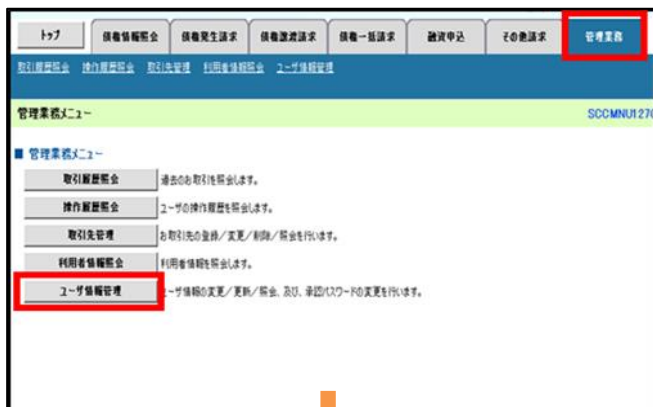 トップ 債権情報照会 債権発生請求 債権譲渡請求 債権一括請求 融資申込 その他請求 管理業務
取引履歴照会 操作履歴照会 取引先管理 利用者情報照会 ユーザ情報管理
管理業務メニュー SCCMNU1270
■ 管理業務メニュー
取引履歴照会 過去のお取引を照会します。
操作履歴照会 ユーザの操作履歴を照会します。
取引先管理 お取引先の登録／変更／削除／照会を行います。
利用者情報照会 利用者情報を照会します。
ユーザ情報管理 ユーザ情報の変更／更新／照会、及び、承認パスワードの変更を行います。